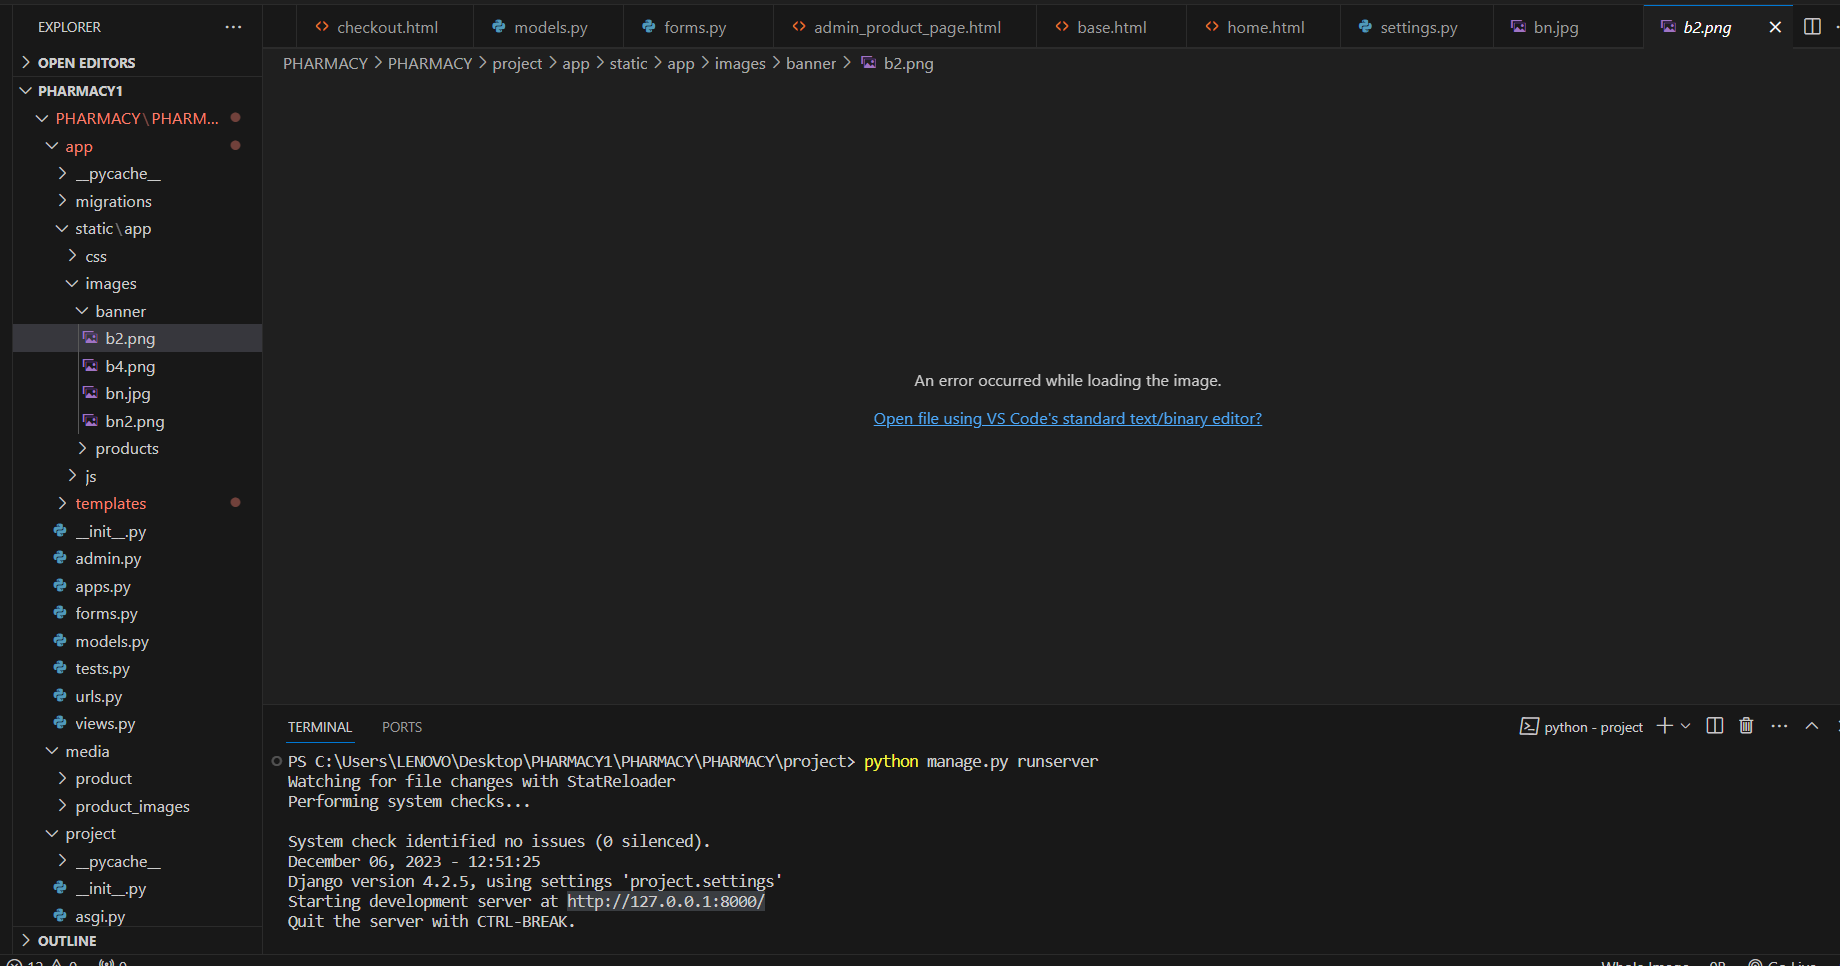 EXPLORER
OPEN EDITORS
PHARMACY1
PHARMACY\PHARM...
app
__pycache__
migrations
static\app
css
images
banner
b2.png
b4.png
bn.jpg
bn2.png
products
js
templates
__init__.py
admin.py
apps.py
forms.py
models.py
tests.py
urls.py
views.py
media
product
product_images
project
__pycache__
__init__.py
asgi.py
OUTLINE
checkout.html
models.py
forms.py
admin_product_page.html
base.html
home.html
settings.py
bn.jpg
b2.png
PHARMACY > PHARMACY > project > app > static > app > images > banner > b2.png
An error occurred while loading the image.
Open file using VS Code's standard text/binary editor?
TERMINAL PORTS
python - project
PS C:\Users\LENOVO\Desktop\PHARMACY1\PHARMACY\PHARMACY\project> python manage.py runserver
Watching for file changes with StatReloader
Performing system checks...
System check identified no issues (0 silenced).
December 06, 2023 - 12:51:25
Django version 4.2.5, using settings 'project.settings'
Starting development server at http://127.0.0.1:8000/
Quit the server with CTRL-BREAK.
Whole Image 0B Go Live